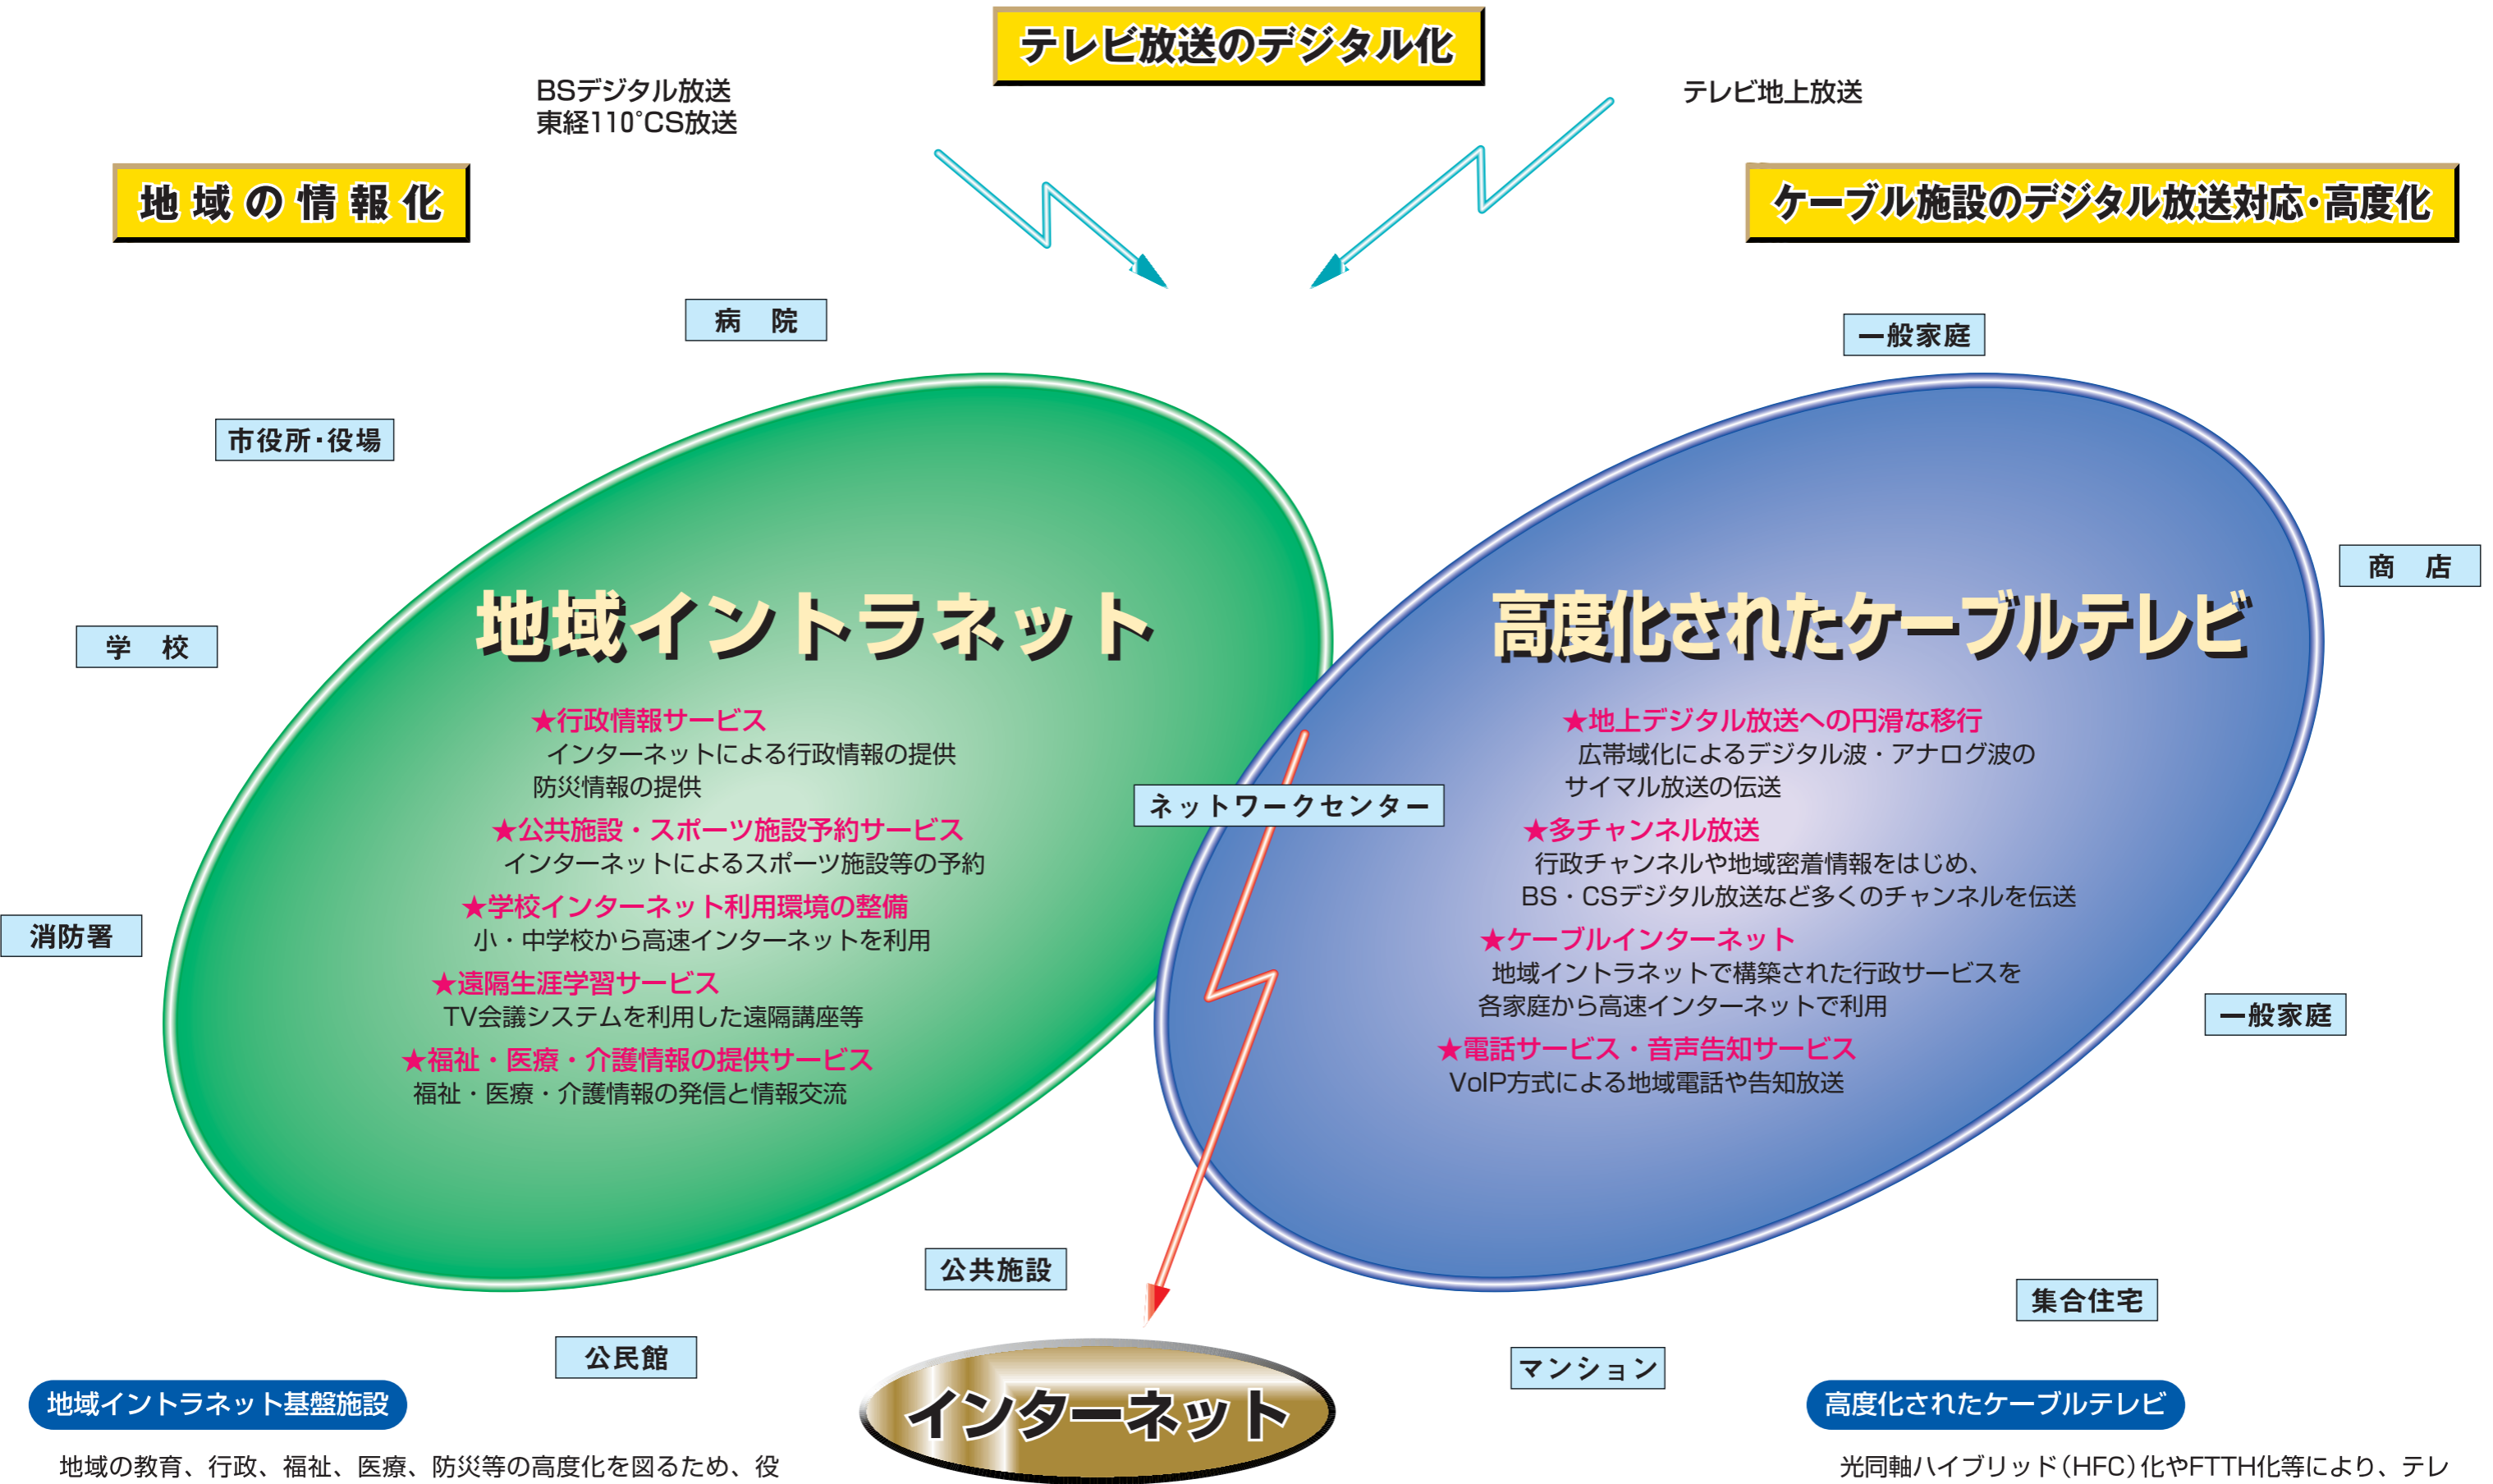 テレビ放送のデジタル化
BSデジタル放送
東経110°CS放送
テレビ地上放送
地域の情報化
ケーブル施設のデジタル放送対応・高度化
病 院
一般家庭
市役所・役場
商 店
学 校
地域イントラネット
★行政情報サービス
インターネットによる行政情報の提供
防災情報の提供
★公共施設・スポーツ施設予約サービス
インターネットによるスポーツ施設等の予約
★学校インターネット利用環境の整備
小・中学校から高速インターネットを利用
★遠隔生涯学習サービス
TV会議システムを利用した遠隔講座等
★福祉・医療・介護情報の提供サービス
福祉・医療・介護情報の発信と情報交流
ネットワークセンター
高度化されたケーブルテレビ
★地上デジタル放送への円滑な移行
広帯域化によるデジタル波・アナログ波の
サイマル放送の伝送
★多チャンネル放送
行政チャンネルや地域密着情報をはじめ、
BS・CSデジタル放送など多くのチャンネルを伝送
★ケーブルインターネット
地域イントラネットで構築された行政サービスを
各家庭から高速インターネットで利用
★電話サービス・音声告知サービス
VoIP方式による地域電話や告知放送
消防署
一般家庭
公共施設
集合住宅
公民館
マンション
インターネット
地域イントラネット基盤施設
地域の教育、行政、福祉、医療、防災等の高度化を図るため、役
高度化されたケーブルテレビ
光同軸ハイブリッド(HFC)化やFTTH化等により、テレ